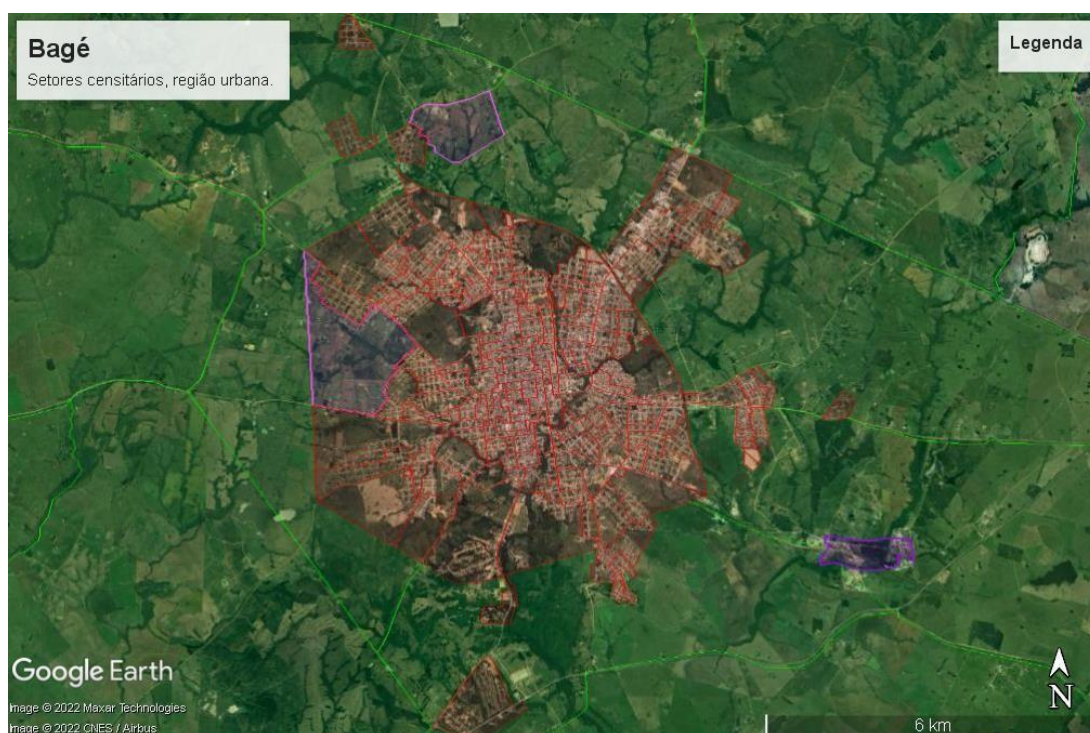 Bagé
Setores censitários, região urbana.
Legenda
Google Earth
Image © 2022 Maxar Technologies
Image © 2022 CNES / Airbus
N
6 km